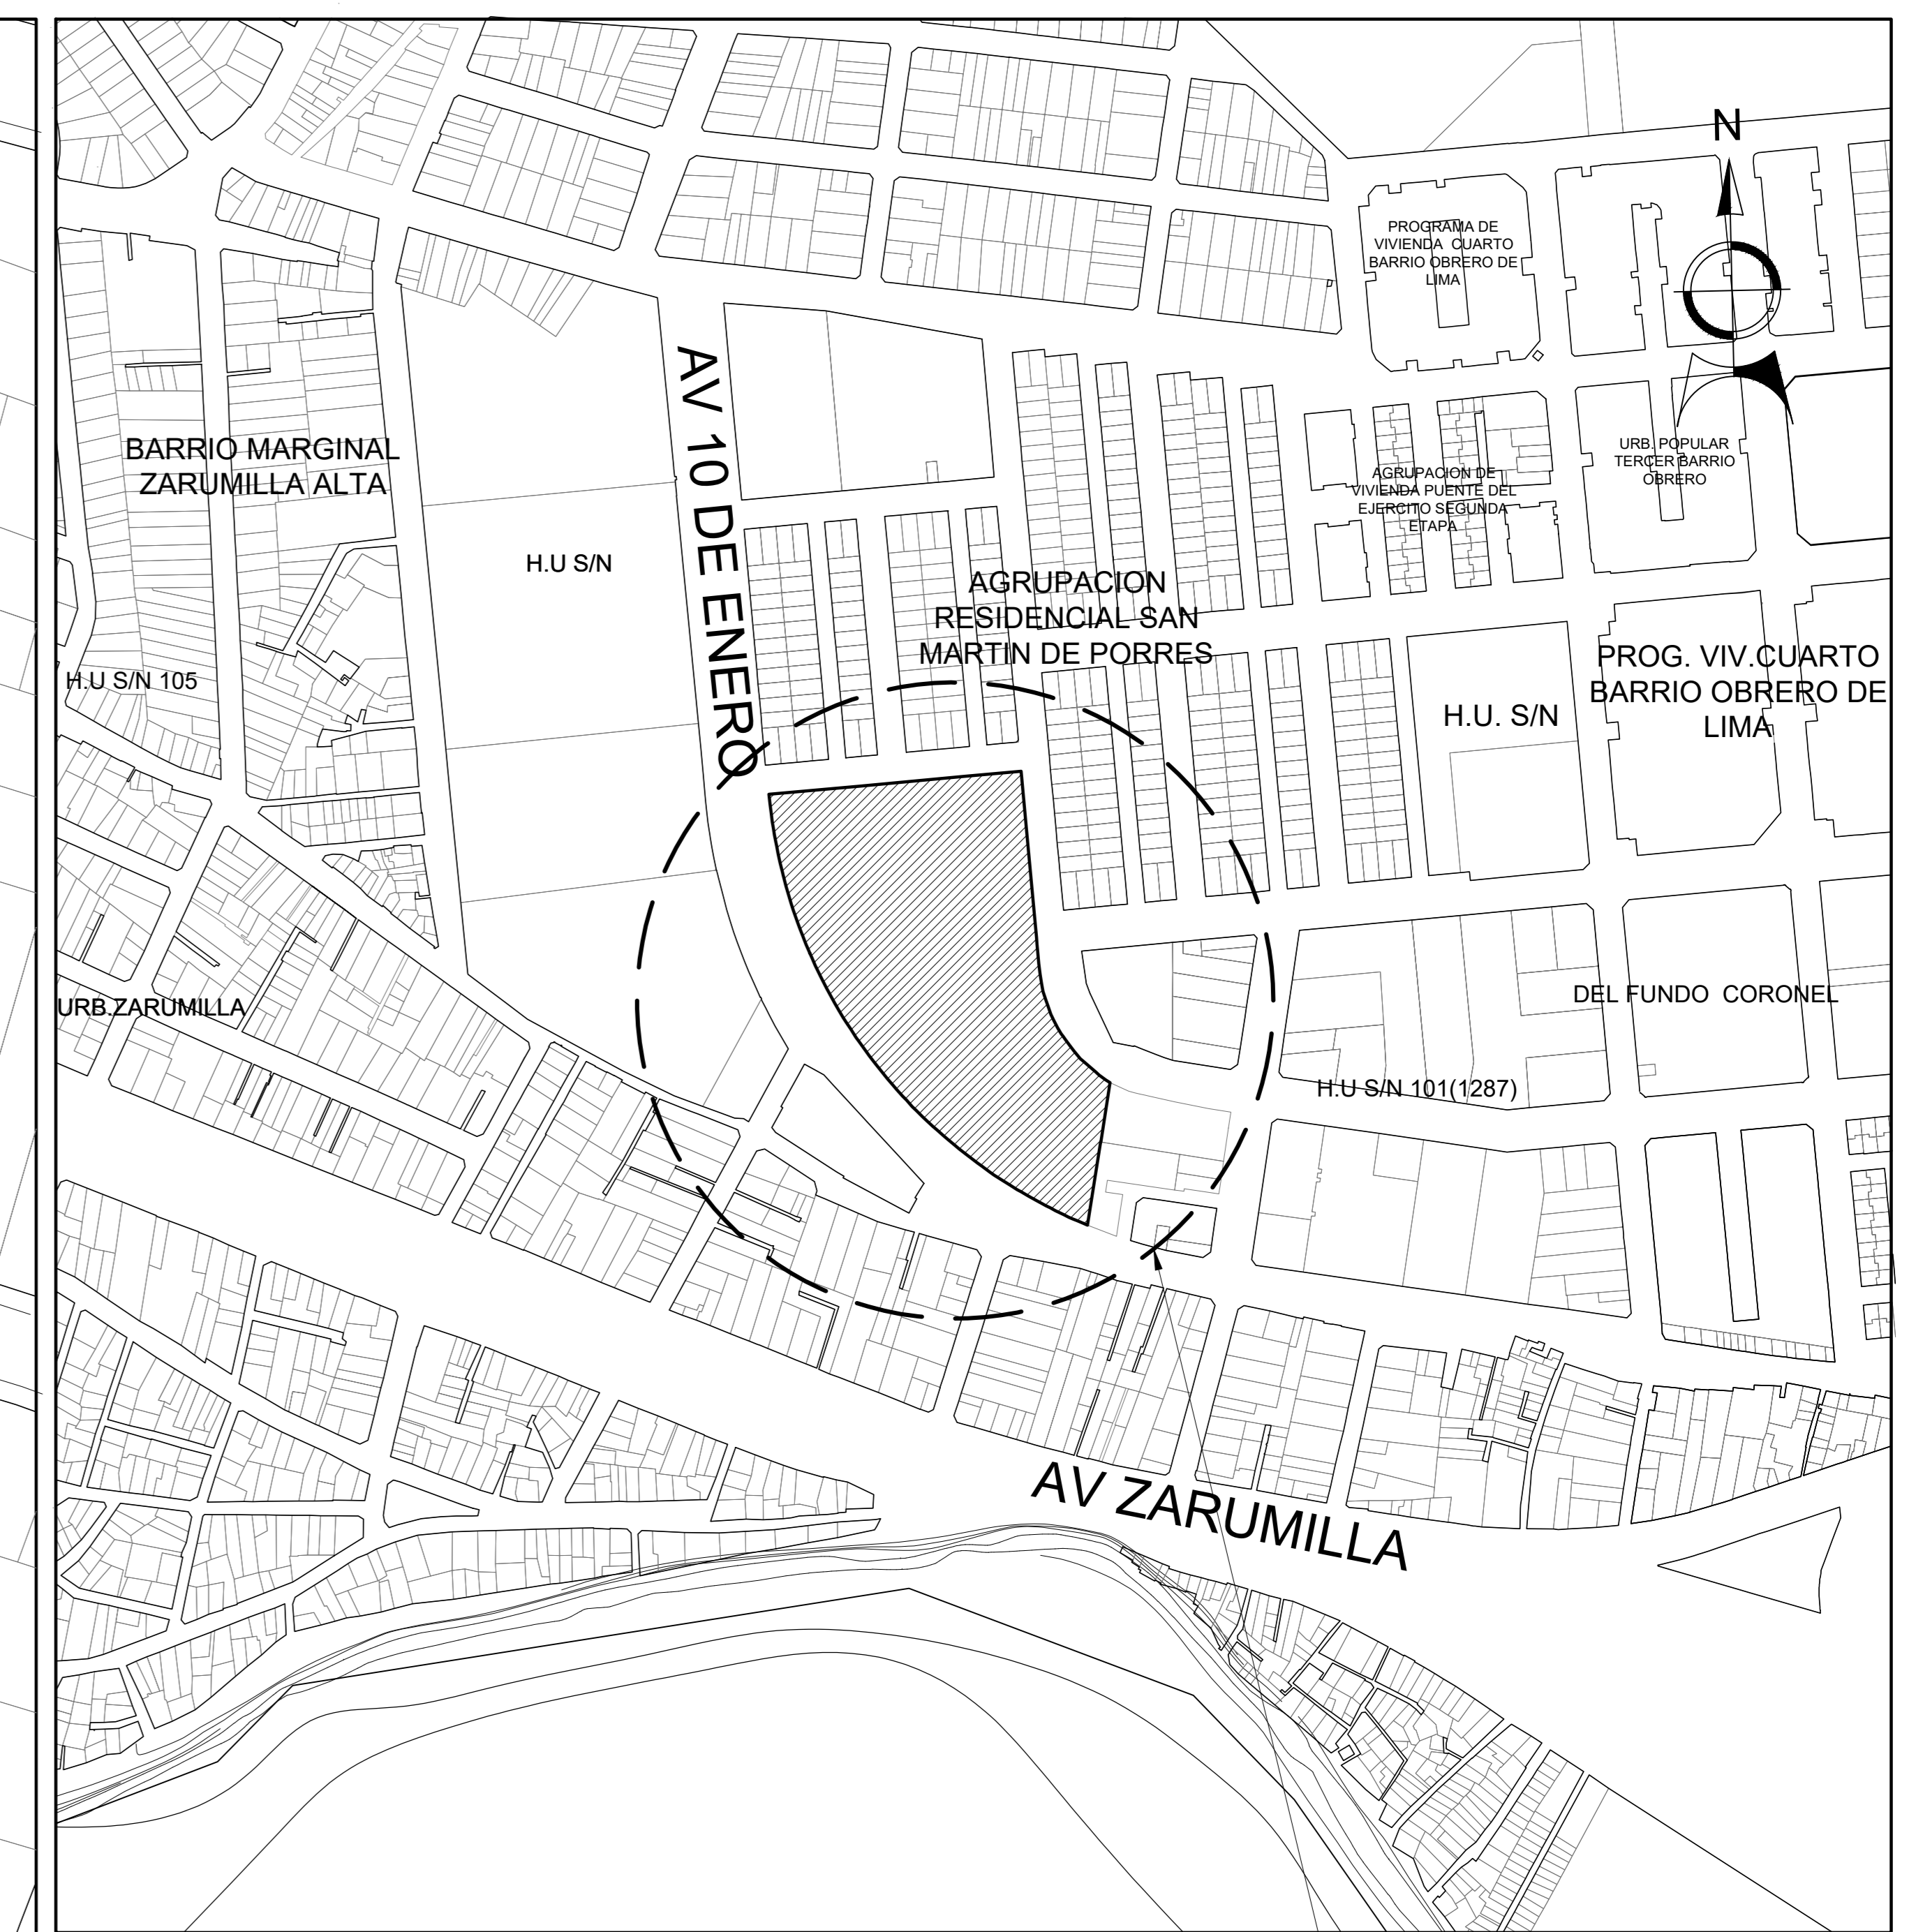 N
PROGRAMA DE
VIVIENDA CUARTO
BARRIO OBRERO DE
LIMA
AV 10 DE ENERO
BARRIO MARGINAL
ZARUMILLA ALTA
URB. POPULAR
TERCER BARRIO
OBRERO
AGRUPACION DE
VIVIENDA PUENTE DEL
EJERCITO SEGUNDA
ETAPA
H.U S/N
AGRUPACION
RESIDENCIAL SAN
MARTIN DE PORRES
H.U S/N 105
H.U. S/N
PROG. VIV.CUARTO
BARRIO OBRERO DE
LIMA
URB.ZARUMILLA
DEL FUNDO CORONEL
H.U S/N 101(1287)
AV ZARUMILLA